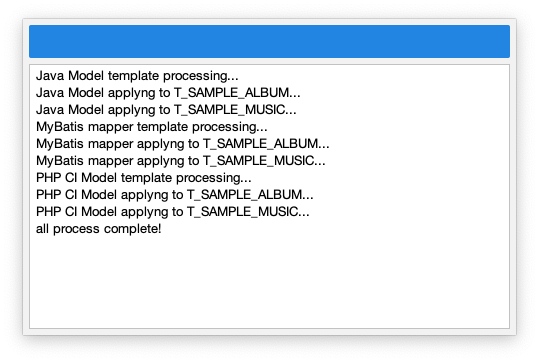 Java Model template processing...
Java Model applyng to T_SAMPLE_ALBUM...
Java Model applyng to T_SAMPLE_MUSIC...
MyBatis mapper template processing...
MyBatis mapper applyng to T_SAMPLE_ALBUM...
MyBatis mapper applyng to T_SAMPLE_MUSIC...
PHP CI Model template processing...
PHP CI Model applyng to T_SAMPLE_ALBUM...
PHP CI Model applyng to T_SAMPLE_MUSIC...
all process complete!